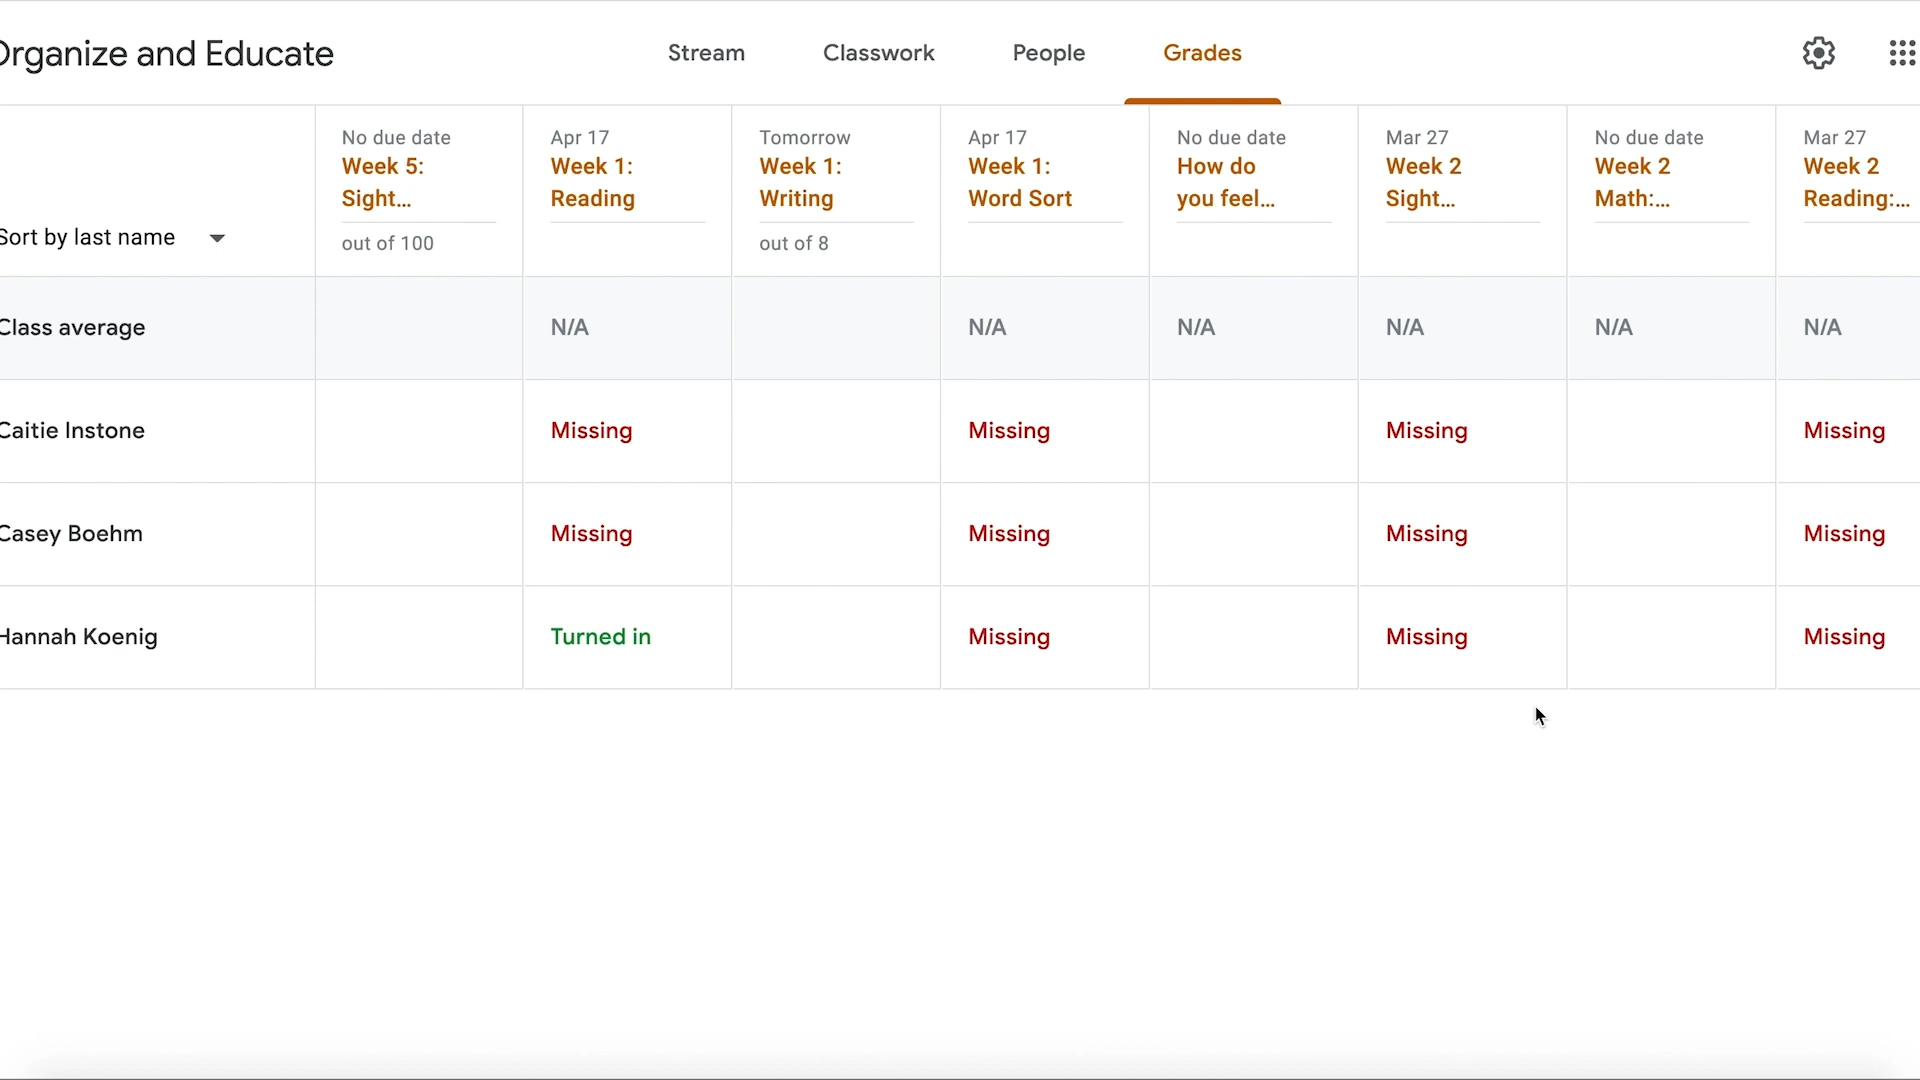 Organize and Educate
Stream
Classwork
People
Grades
No due date
Week 5:
Sight...
out of 100
Apr 17
Week 1:
Reading
Tomorrow
Week 1:
Writing
out of 8
Apr 17
Week 1:
Word Sort
No due date
How do
you feel...
Mar 27
Week 2
Sight...
No due date
Week 2
Math:...
Mar 27
Week 2
Reading:...
Sort by last name
Class average
N/A
N/A
N/A
N/A
N/A
N/A
Caitie Instone
Missing
Missing
Missing
Missing
Casey Boehm
Missing
Missing
Missing
Missing
Hannah Koenig
Turned in
Missing
Missing
Missing